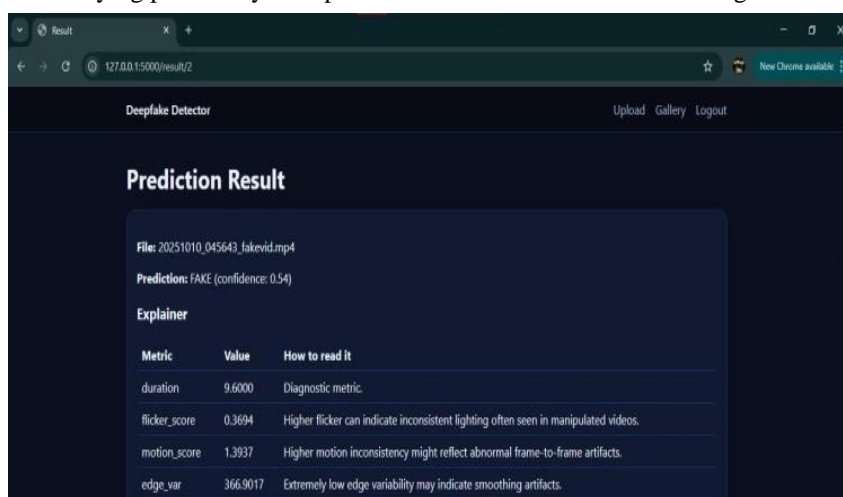 Result
127.0.0.1:5000/result/2
New Chrome available
Deepfake Detector
Upload Gallery Logout
Prediction Result
File: 20251010_045643_fakevid.mp4
Prediction: FAKE (confidence: 0.54)
Explainer
Metric Value How to read it
duration 9.6000 Diagnostic metric.
flicker_score 0.3694 Higher flicker can indicate inconsistent lighting often seen in manipulated videos.
motion_score 1.3937 Higher motion inconsistency might reflect abnormal frame-to-frame artifacts.
edge_var 366.9017 Extremely low edge variability may indicate smoothing artifacts.